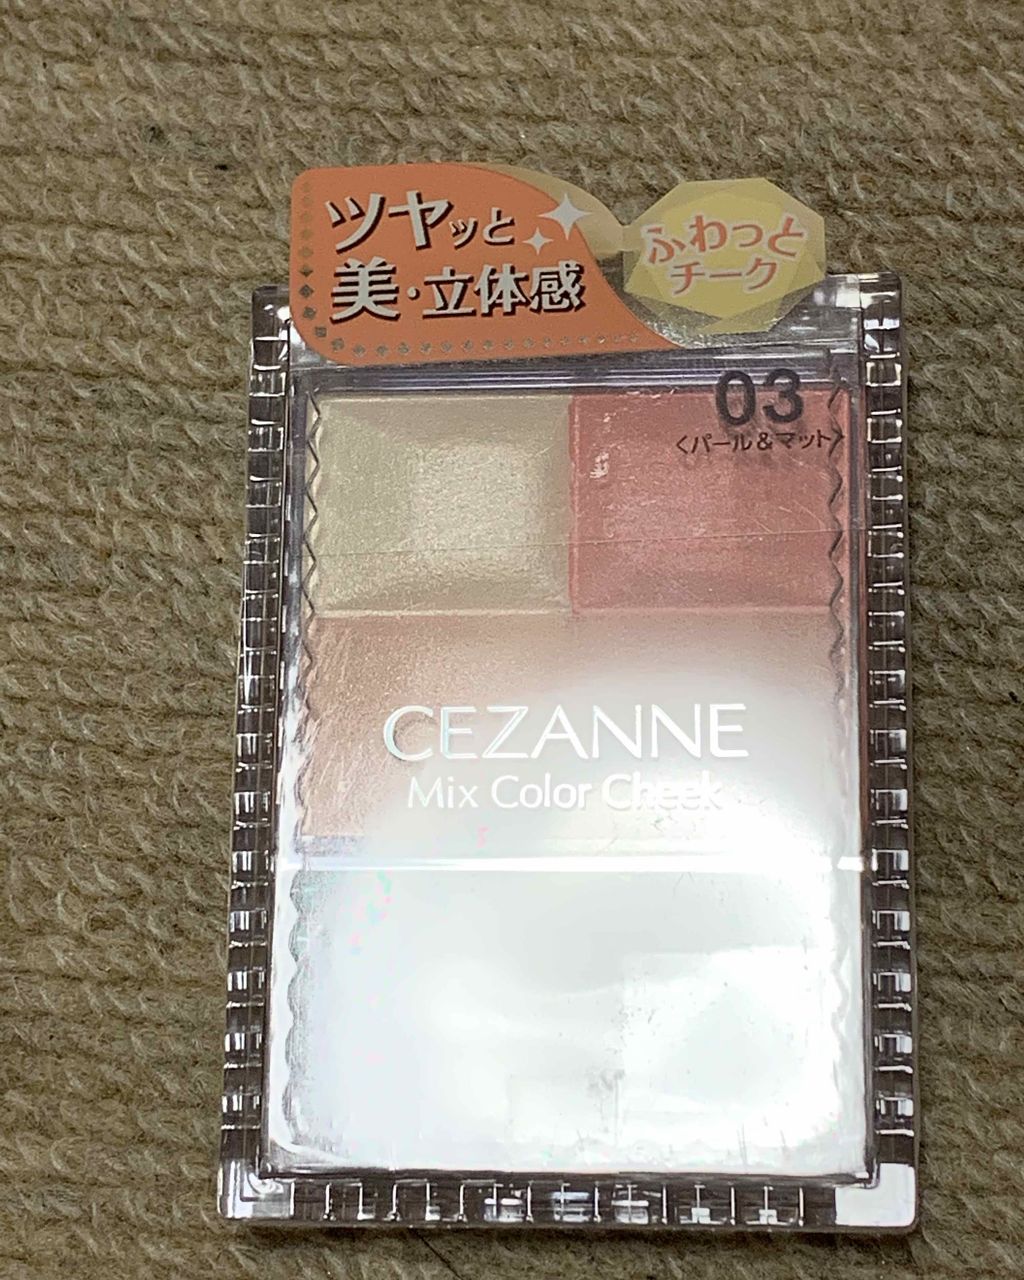 ツヤッと
美・立体感
ふわっと
チーク
03
<パール&マット>
CEZANNE
Mix Color Cheek